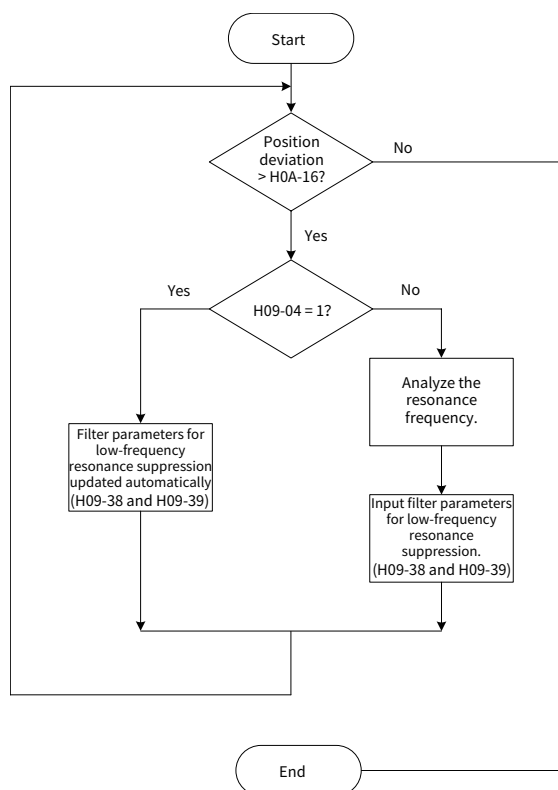 Start
Position
deviation
> H0A-16?
No
Yes
Yes
H09-04 = 1?
No
Analyze the
resonance
frequency.
Filter parameters for
low-frequency
resonance suppression
updated automatically
(H09-38 and H09-39)
Input filter parameters
for low-frequency
resonance
suppression.
(H09-38 and H09-39)
End